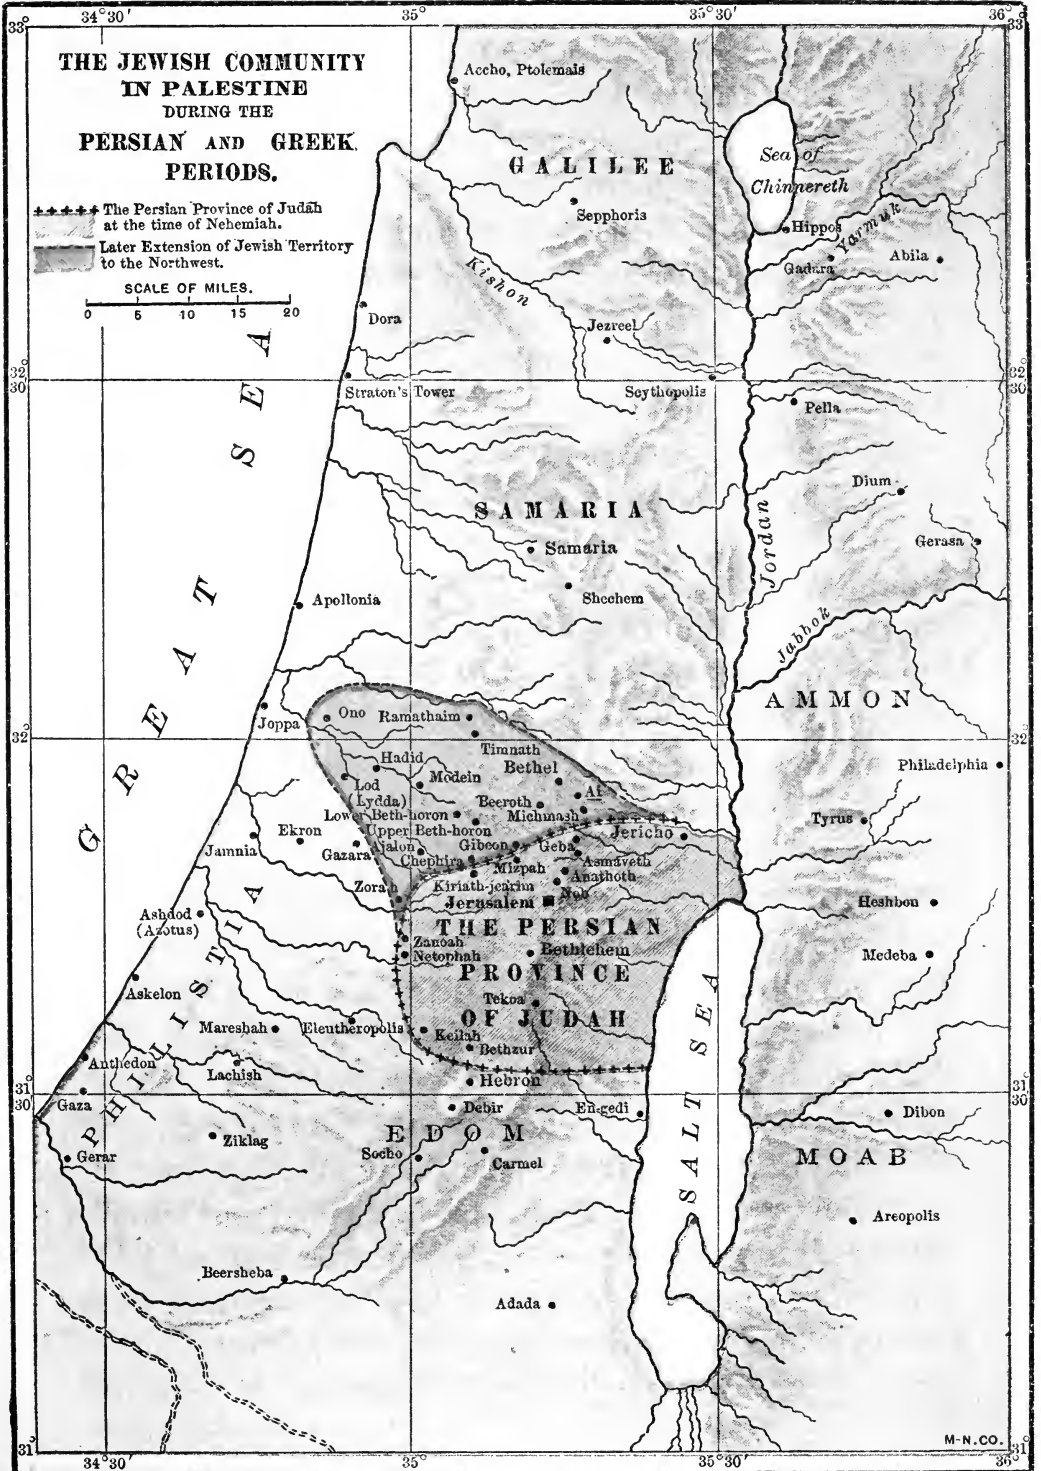 34°30'
35°
35°30'
36°
33
33
THE JEWISH COMMUNITY
IN PALESTINE
DURING THE
PERSIAN AND GREEK
PERIODS.
The Persian Province of Judah
at the time of Nehemiah.
Later Extension of Jewish Territory
to the Northwest.
SCALE OF MILES.
0 5 10 15 20
Accho, Ptolemais
GALILEE
Sea of
Chinnereth
Sepphoris
Hippos
Yarmuk
Gadara
Abila
Kishon
Dora
Jezreel
32°
30
32°
30
Straton's Tower
Scythopolis
Pella
GREAT SEA
Dium
SAMARIA
Jordan
Gerasa
Samaria
Shechem
Apollonia
Jabbok
AMMON
Joppa
Ono
Ramathaim
32
32°
Timnath
Hadid
Bethel
Philadelphia
Lod
(Lydda)
Modein
Ai
Beeroth
Lower Beth-horon
Michmash
Tyrus
Upper Beth-horon
Jericho
Ekron
Jamnia
Gazara
Ajalon
Gibeon
Geba
Chephira
Mizpah
Asmaveth
Anathoth
Zorah
Kiriath-jearim
Nob
Jerusalem
Heshbon
Ashdod
(Azotus)
THE PERSIAN
PROVINCE
OF JUDAH
Zanoah
Netophah
Bethlehem
Medeba
Askelon
Tekoa
PHILISTIA
Mareshah
Eleutheropolis
Keilah
Bethzur
SALT SEA
Anthedon
Lachish
Hebron
31°
30
31°
30'
Gaza
Debir
En-gedi
Dibon
Ziklag
EDOM
Gerar
Socho
Carmel
MOAB
Areopolis
Beersheba
Adada
M-N.CO.
31
31°
34°30'
35°
35°30'
36°